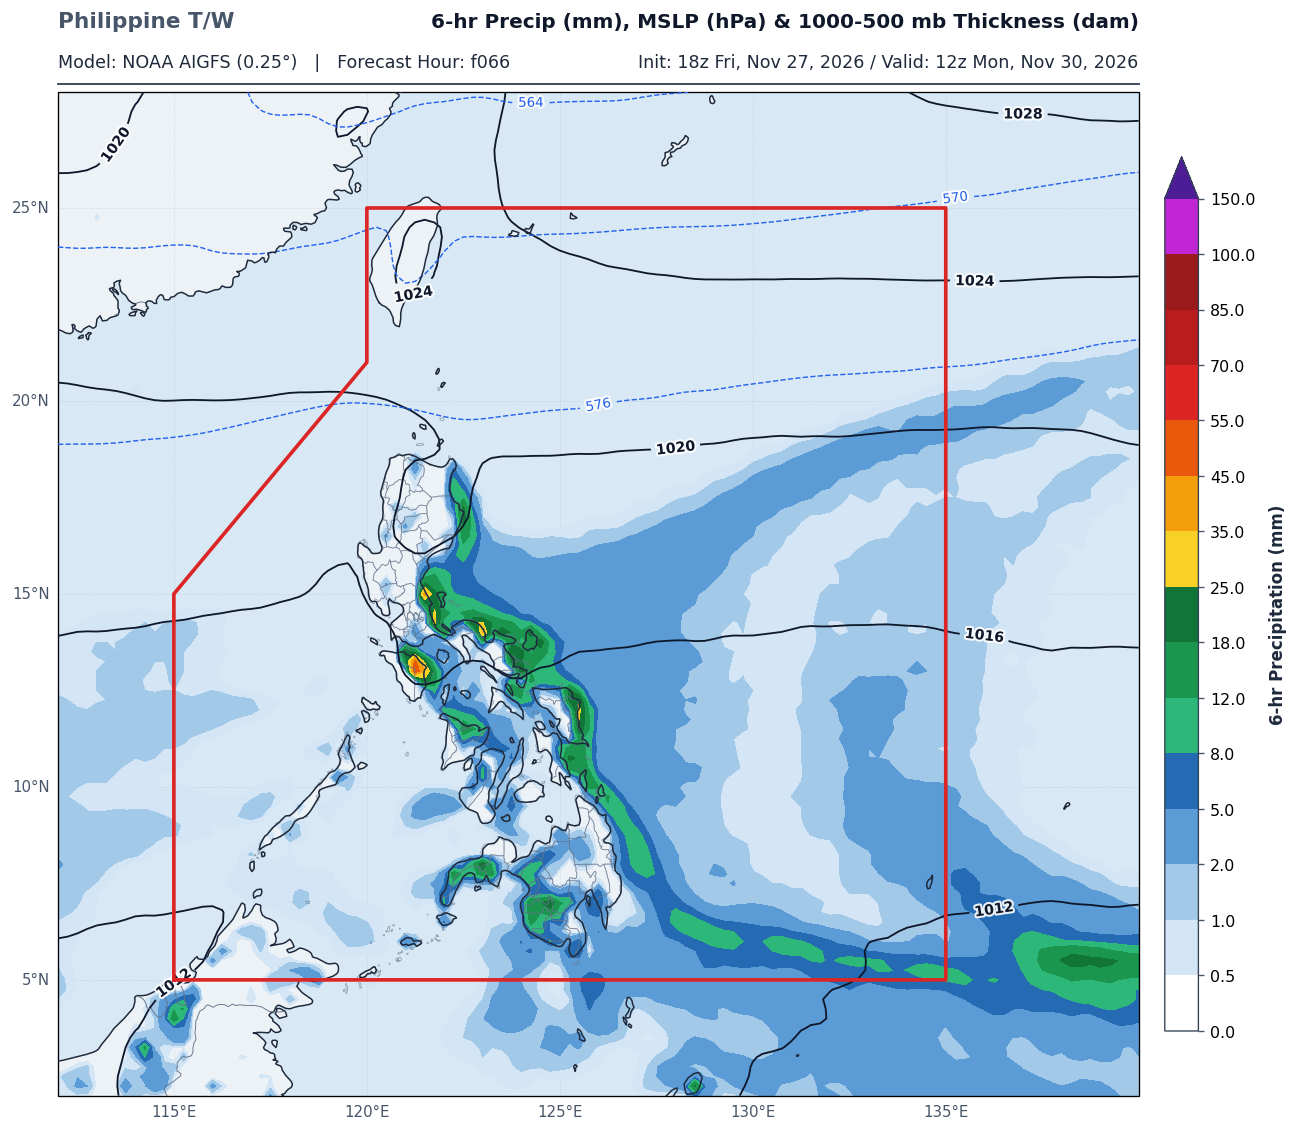 Philippine T/W
6-hr Precip (mm), MSLP (hPa) & 1000-500 mb Thickness (dam)
Model: NOAA AIGFS (0.25°) | Forecast Hour: f066
Init: 18z Fri, Nov 27, 2026 / Valid: 12z Mon, Nov 30, 2026
564
1028
1020
570
25°N
1024
1024
20°N
576
1020
15°N
1016
10°N
1012
1012
5°N
115°E
120°E
125°E
130°E
135°E
150.0
100.0
85.0
70.0
55.0
45.0
35.0
25.0
18.0
12.0
8.0
5.0
2.0
1.0
0.5
0.0
6-hr Precipitation (mm)